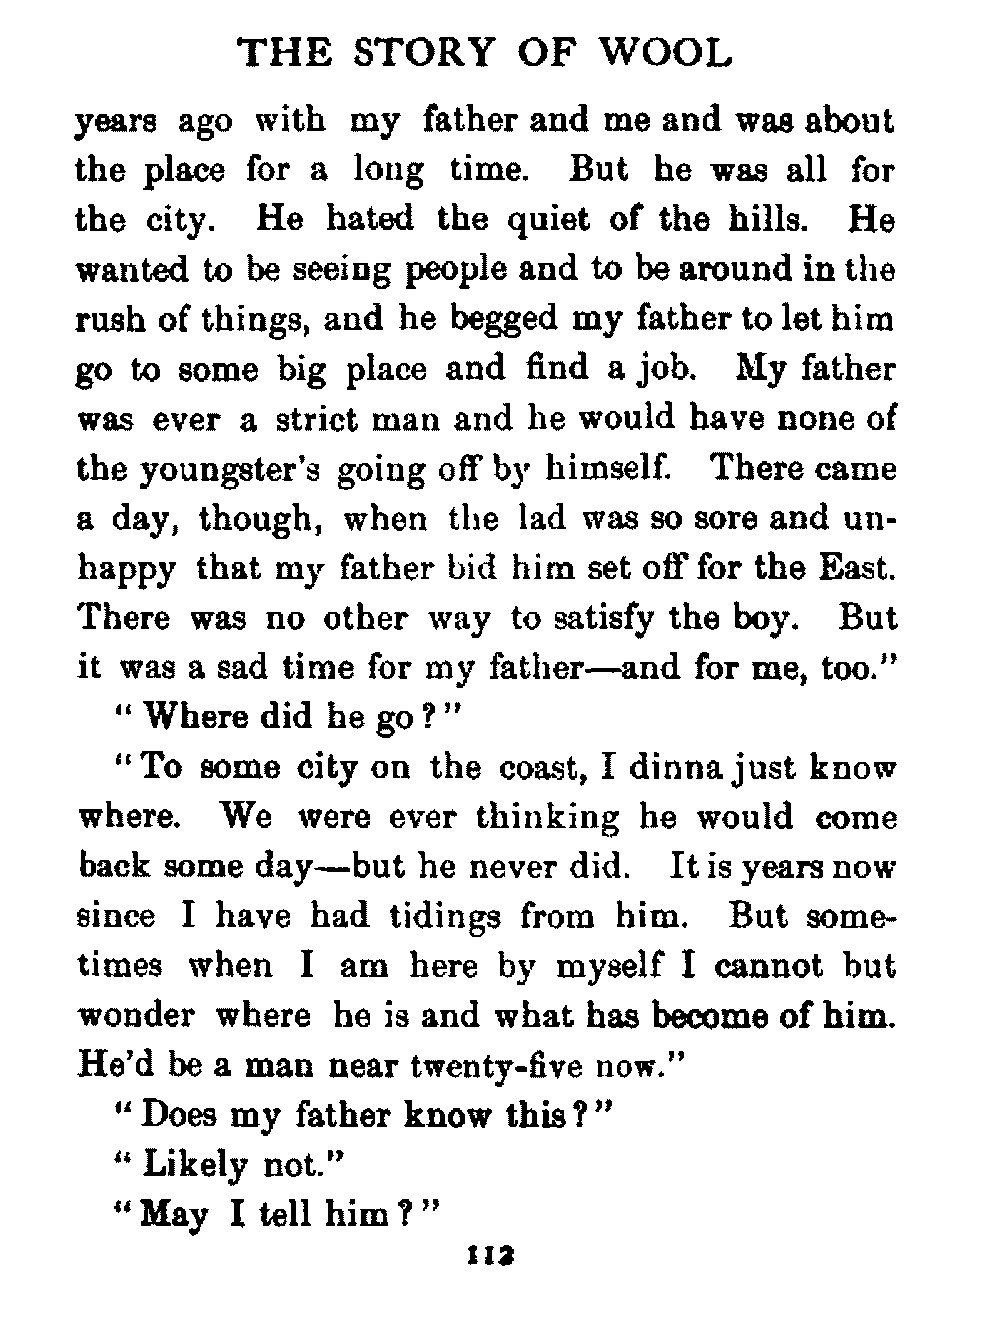 THE STORY OF WOOL
years ago with my father and me and was about
the place for a long time. But he was all for
the city. He hated the quiet of the hills. He
wanted to be seeing people and to be around in the
rush of things, and he begged my father to let him
go to some big place and find a job. My father
was ever a strict man and he would have none of
the youngster's going off by himself. There came
a day, though, when the lad was so sore and un-
happy that my father bid him set off for the East.
There was no other way to satisfy the boy. But
it was a sad time for my father—and for me, too."
"Where did he go?"
"To some city on the coast, I dinna just know
where. We were ever thinking he would come
back some day—but he never did. It is years now
since I have had tidings from him. But some-
times when I am here by myself I cannot but
wonder where he is and what has become of him.
He'd be a man near twenty-five now."
"Does my father know this?"
"Likely not."
"May I tell him?"
112